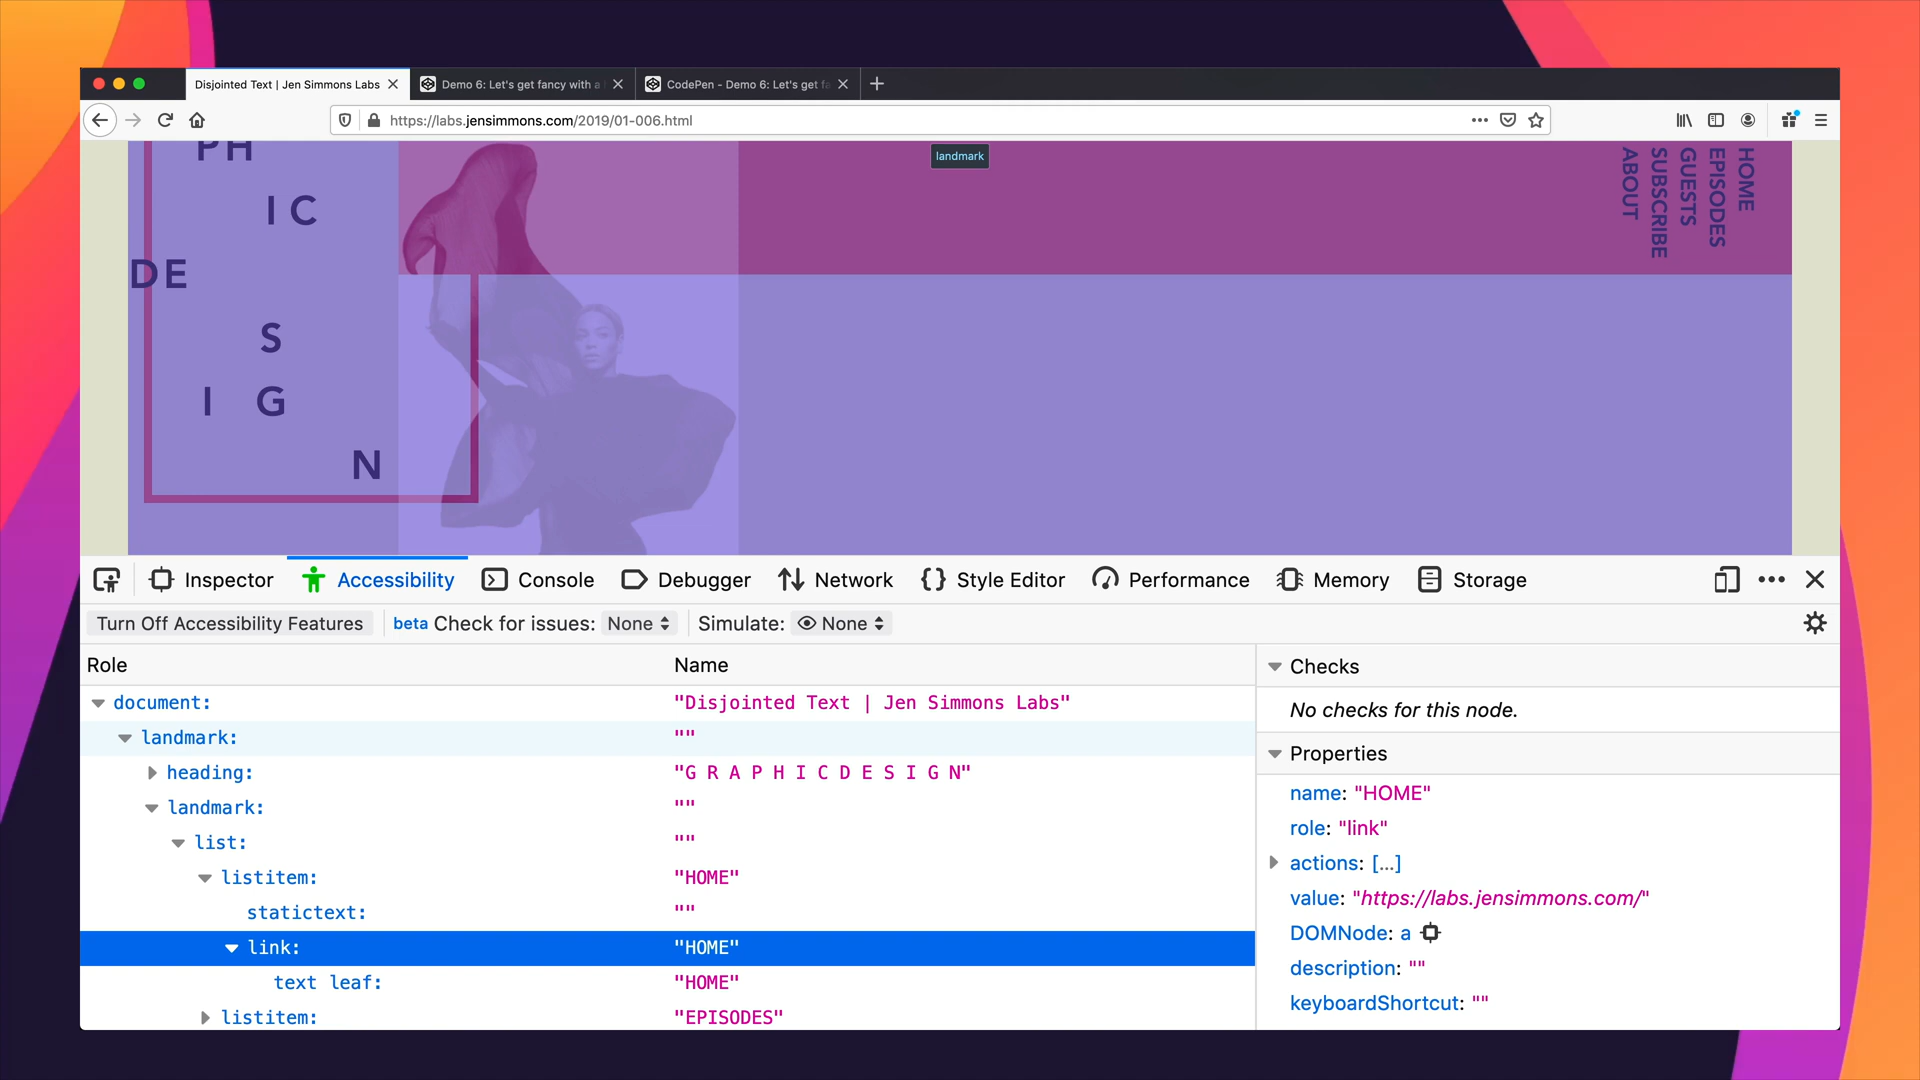 Disjointed Text | Jen Simmons Labs
Demo 6: Let's get fancy with a
CodePen - Demo 6: Let's get fa
https://labs.jensimmons.com/2019/01-006.html
landmark
PH
I C
DE
S
I G
N
HOME
EPISODES
GUESTS
SUBSCRIBE
ABOUT
Inspector Accessibility Console Debugger Network Style Editor Performance Memory Storage
Turn Off Accessibility Features beta Check for issues: None Simulate: None
Role Name
document: "Disjointed Text | Jen Simmons Labs"
landmark: ""
heading: "G R A P H I C D E S I G N"
landmark: ""
list: ""
listitem: "HOME"
statictext: ""
link: "HOME"
text leaf: "HOME"
listitem: "EPISODES"
Checks
No checks for this node.
Properties
name: "HOME"
role: "link"
actions: […]
value: "https://labs.jensimmons.com/"
DOMNode: a
description: ""
keyboardShortcut: ""